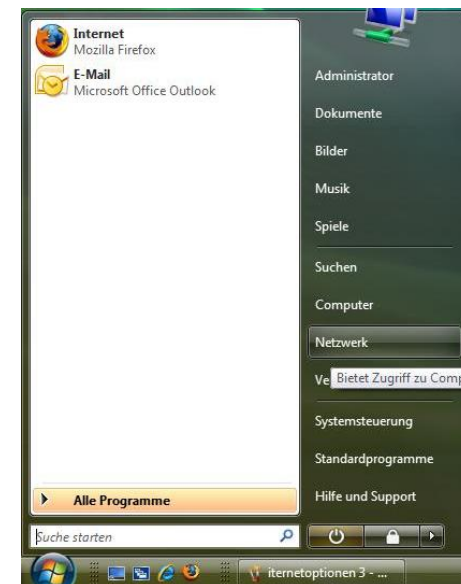 Internet
Mozilla Firefox
E-Mail
Microsoft Office Outlook
Alle Programme
Suche starten
Administrator
Dokumente
Bilder
Musik
Spiele
Suchen
Computer
Netzwerk
Ve
Bietet Zugriff zu Comp
Systemsteuerung
Standardprogramme
Hilfe und Support
iternetoptionen 3 - ...